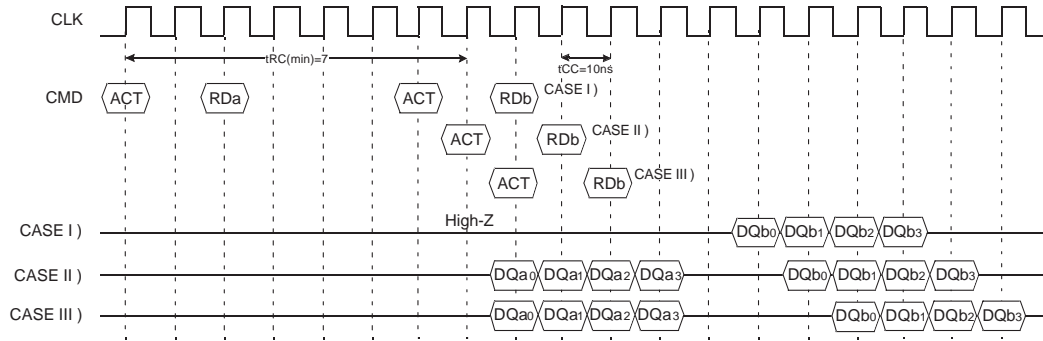 CLK
tRC(min)=7
tCC=10ns
CMD ACT RDa ACT RDb CASE I )
ACT RDb CASE II )
ACT RDb CASE III )
High-Z
CASE I ) DQb0 DQb1 DQb2 DQb3
CASE II ) DQa0 DQa1 DQa2 DQa3 DQb0 DQb1 DQb2 DQb3
CASE III ) DQa0 DQa1 DQa2 DQa3 DQb0 DQb1 DQb2 DQb3